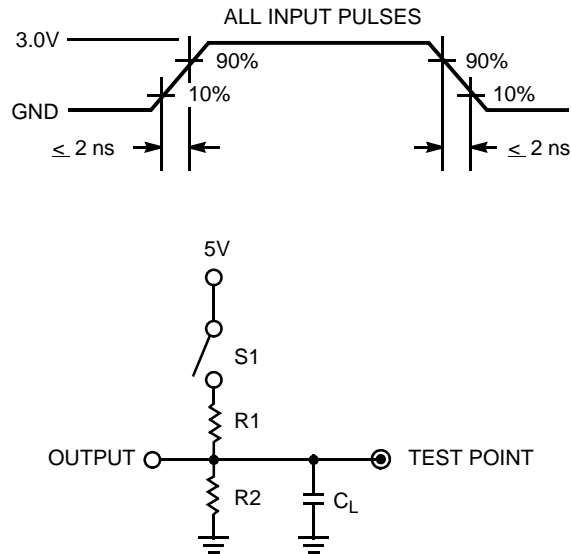 ALL INPUT PULSES
3.0V
90%
90%
10%
10%
GND
≤ 2 ns
≤ 2 ns
5V
S1
R1
OUTPUT
TEST POINT
R2
CL